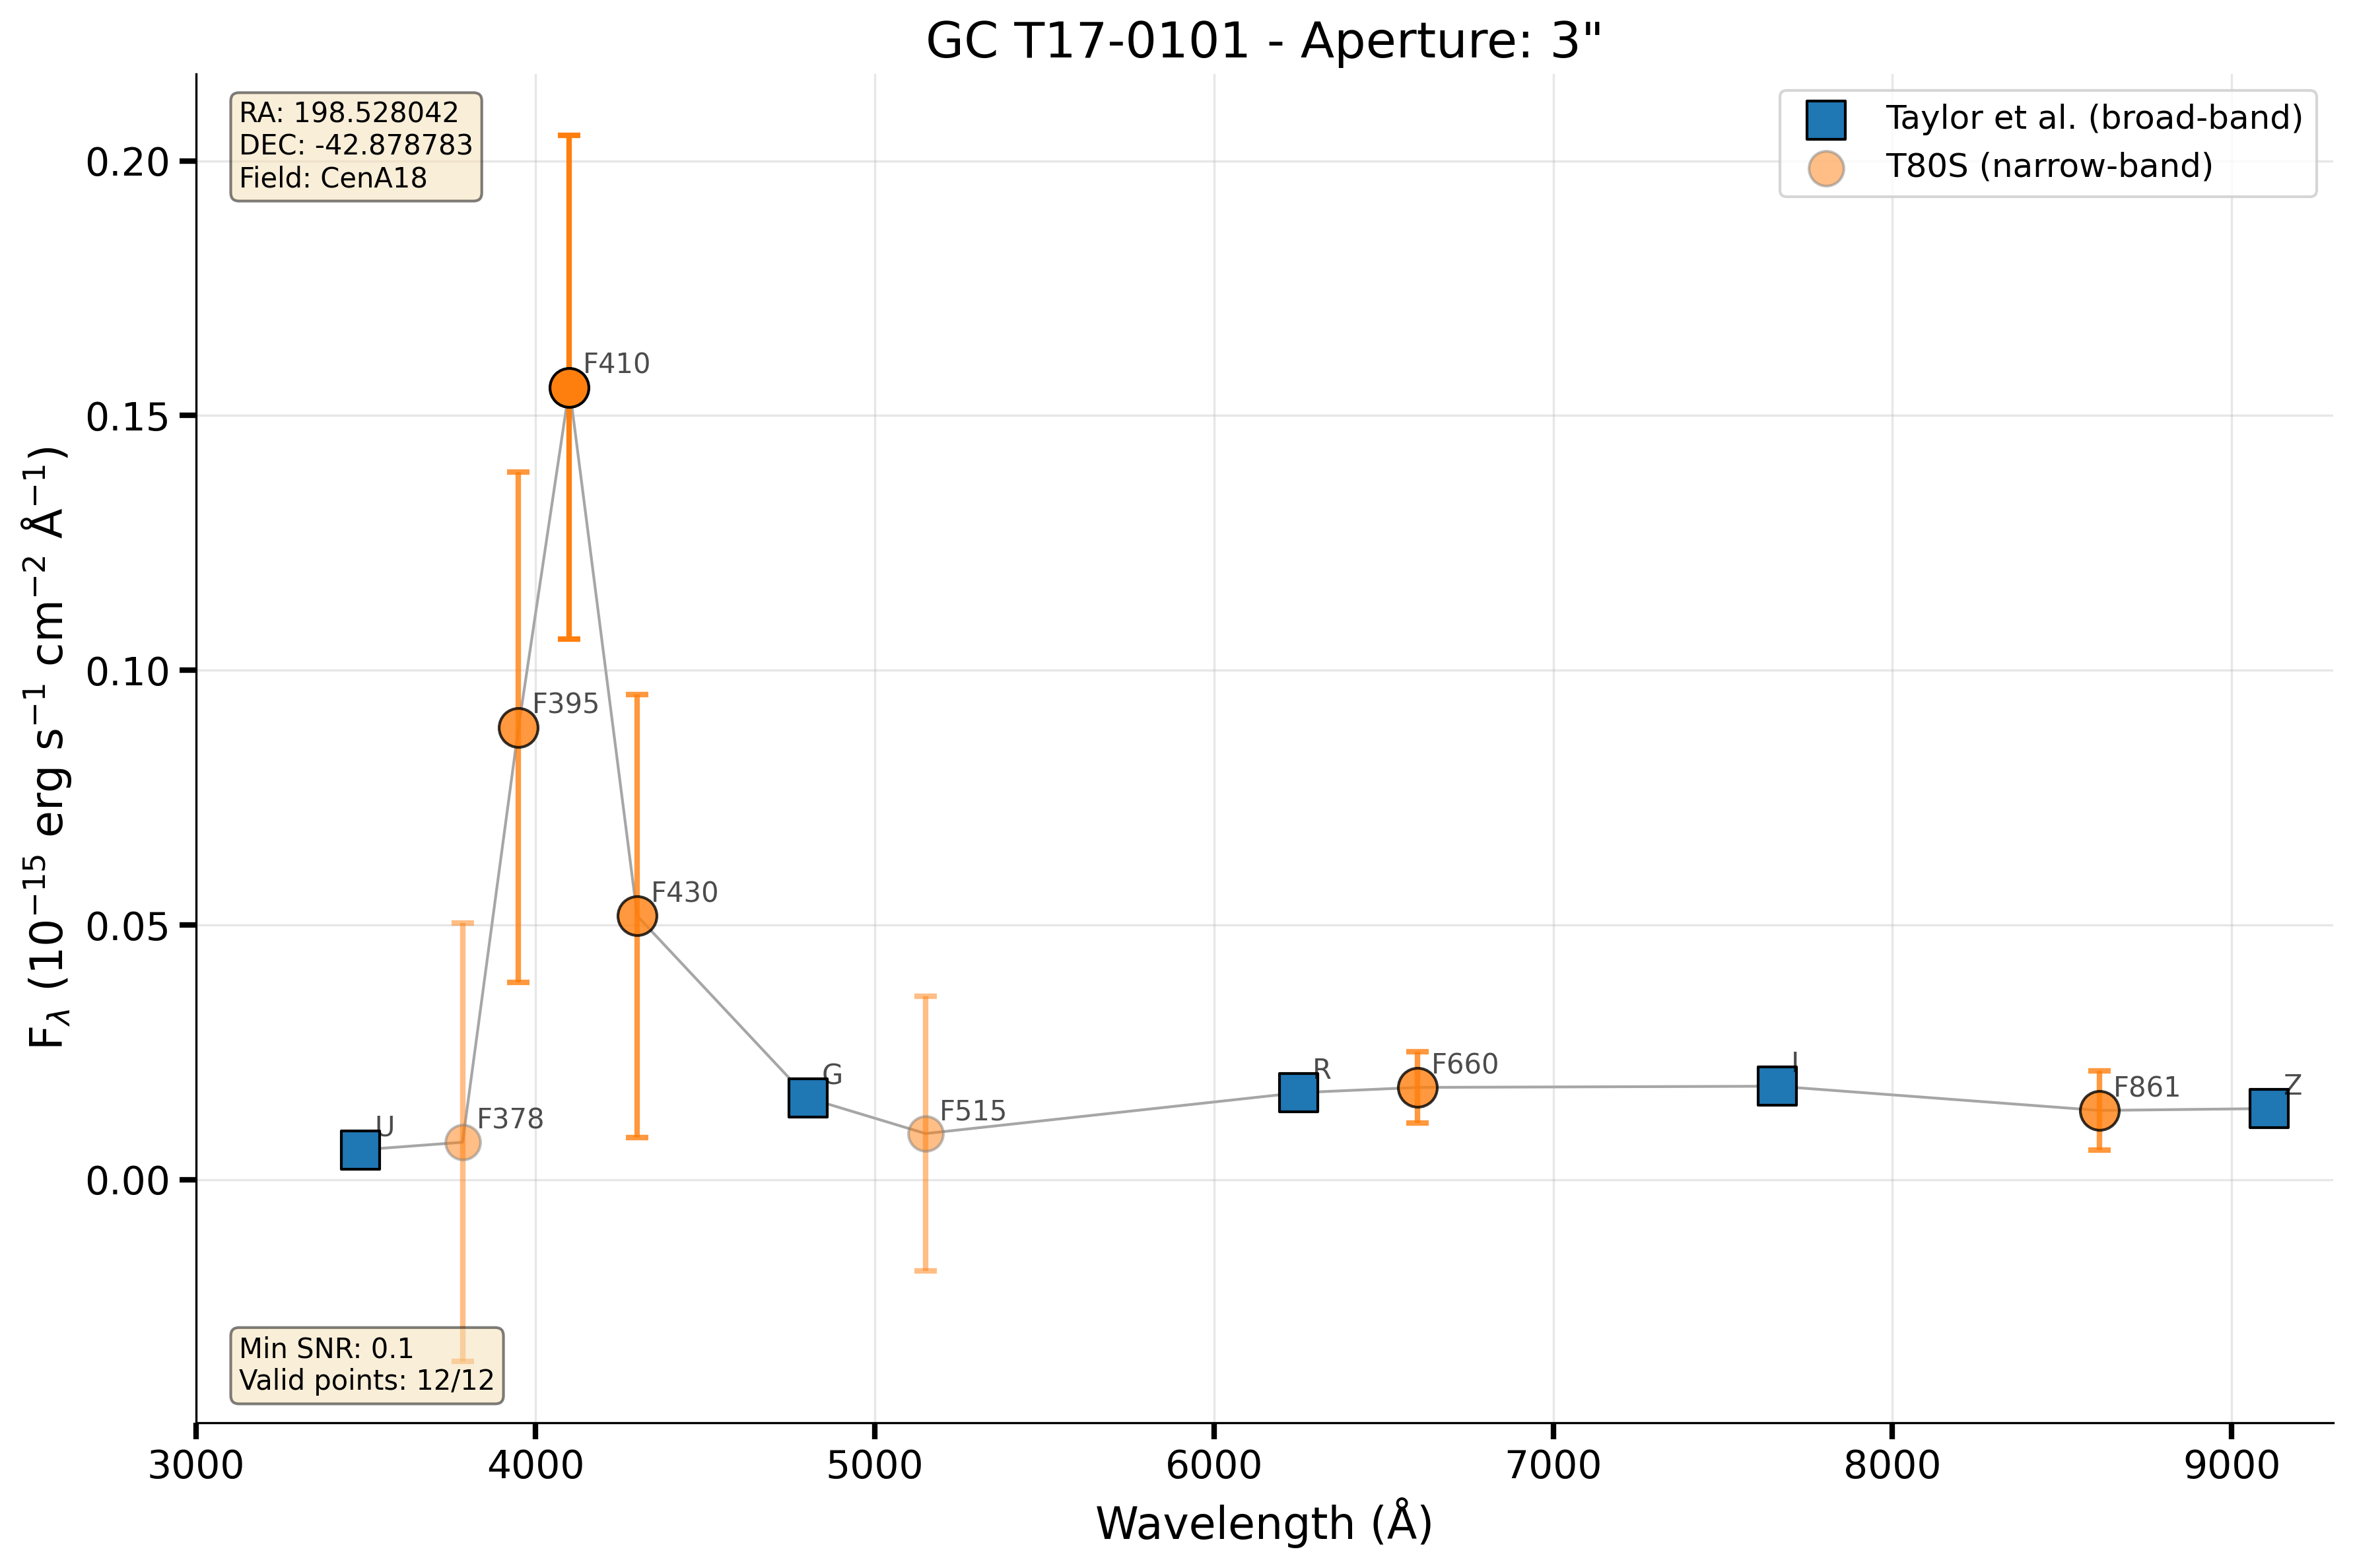 GC T17-0101 - Aperture: 3"
RA: 198.528042
DEC: -42.878783
Field: CenA18
Taylor et al. (broad-band)
T80S (narrow-band)
0.20
0.15
0.10
0.05
0.00
F410
F395
F430
U
F378
G
F515
R
F660
I
F861
Z
Min SNR: 0.1
Valid points: 12/12
3000 4000 5000 6000 7000 8000 9000
Wavelength (Å)
Fλ (10⁻¹⁵ erg s⁻¹ cm⁻² Å⁻¹)